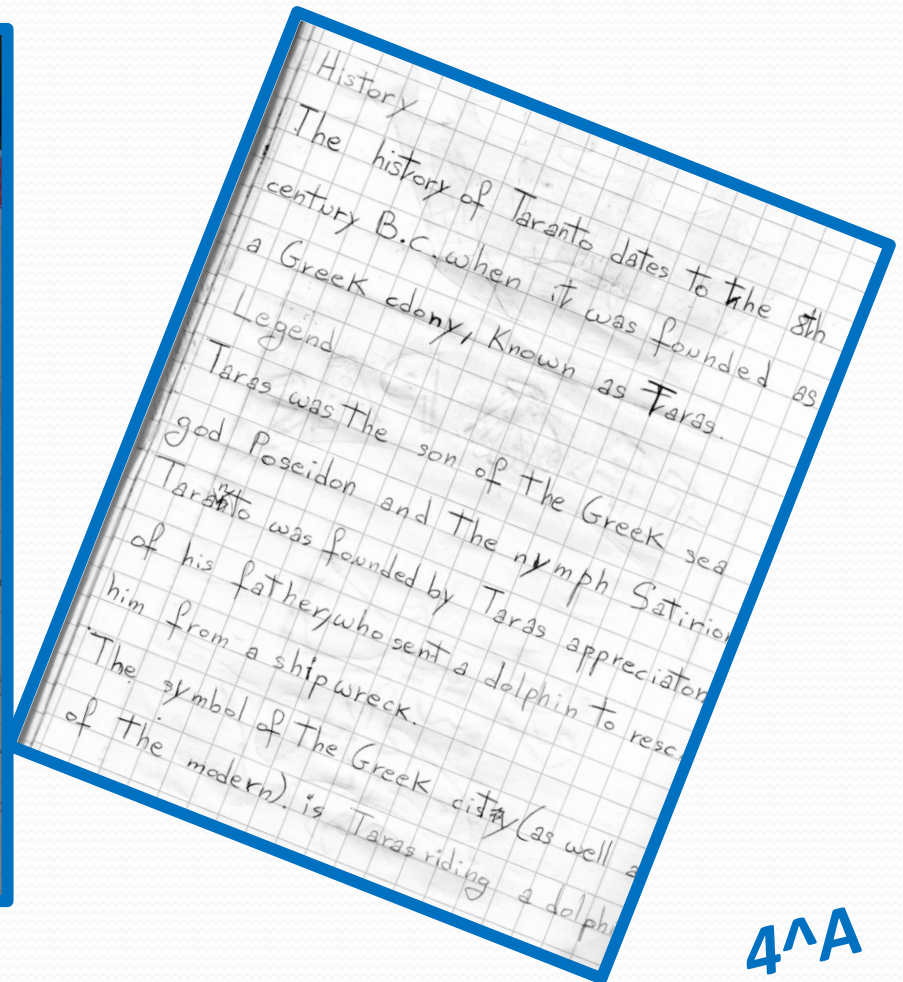 History
The history of Taranto dates to the 8th
century B.C. when it was founded as
a Greek colony, Known as Taras.
Legend
Taras was the son of the Greek sea
god Poseidon and the nymph Satirion
Taranto was founded by Taras appreciator
of his father, who sent a dolphin to resc
him from a shipwreck.
The symbol of the Greek city (as well a
of the modern). is Taras riding a dolph
4^A